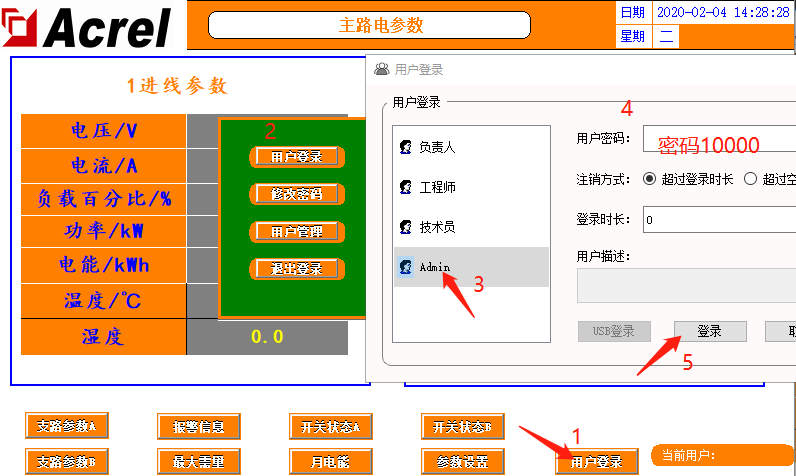 Acrel
主路电参数
日期 2020-02-04 14:28:28
星期 二
1进线参数
电压/V
电流/A
负载百分比/%
功率/kW
电能/kWh
温度/℃
湿度 0.0
2
用户登录
修改密码
用户管理
退出登录
用户登录
用户登录
负责人
工程师
技术员
Admin
3
4
用户密码: 密码10000
注销方式: 超过登录时长 超过空
登录时长: 0
用户描述:
USB登录 登录
5
支路参数A 报警信息 开关状态A 开关状态B
1
支路参数B 最大需量 月电能 参数设置 用户登录 当前用户: